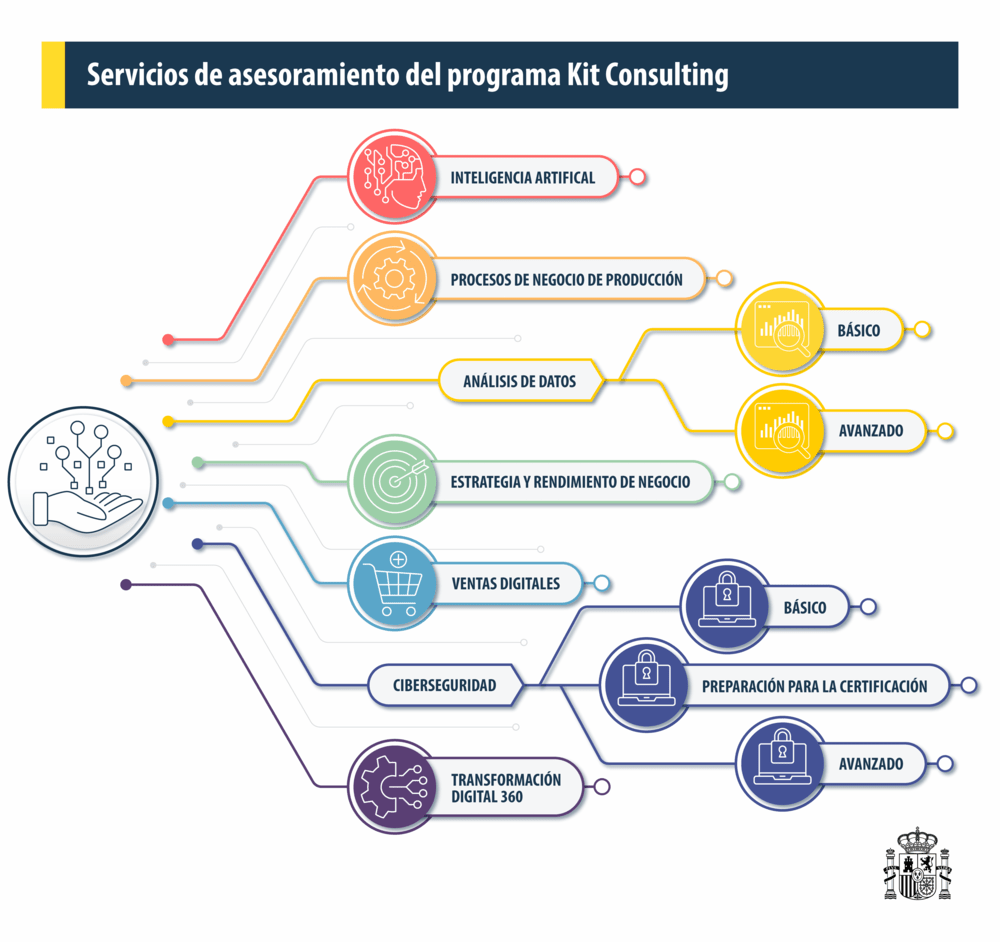 Servicios de asesoramiento del programa Kit Consulting
INTELIGENCIA ARTIFICAL
PROCESOS DE NEGOCIO DE PRODUCCIÓN
ANÁLISIS DE DATOS
BÁSICO
AVANZADO
ESTRATEGIA Y RENDIMIENTO DE NEGOCIO
VENTAS DIGITALES
CIBERSEGURIDAD
BÁSICO
PREPARACIÓN PARA LA CERTIFICACIÓN
AVANZADO
TRANSFORMACIÓN
DIGITAL 360